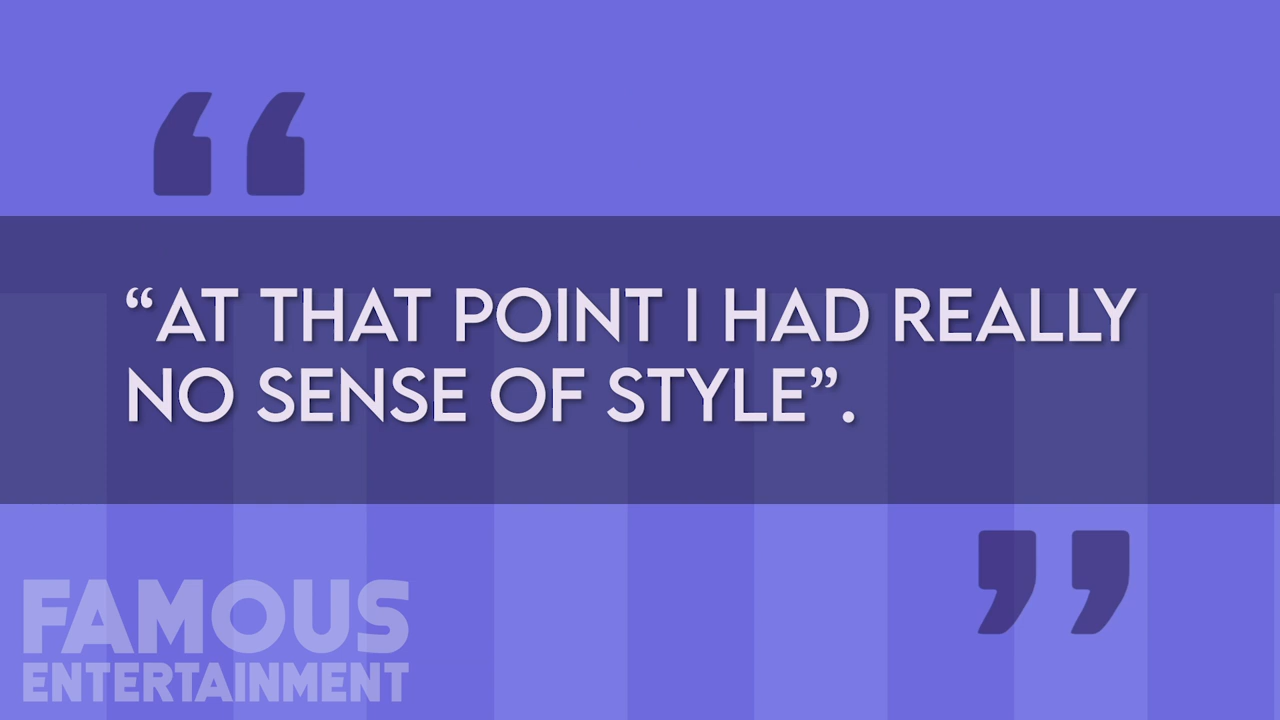 “AT THAT POINT I HAD REALLY
NO SENSE OF STYLE”.
FAMOUS
ENTERTAINMENT